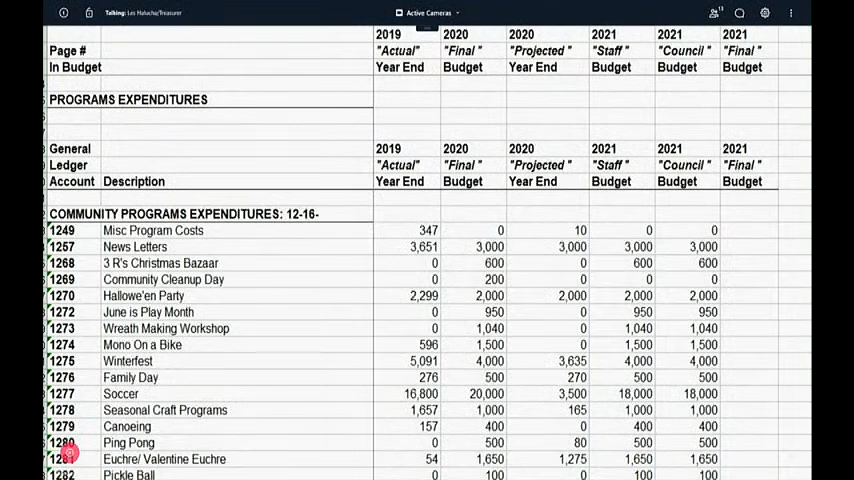 Talking: Les Halucha/Treasurer
Active Cameras
13
2019 2020 2020 2021 2021 2021
Page # "Actual" "Final " "Projected " "Staff " "Council " "Final "
In Budget Year End Budget Year End Budget Budget Budget
PROGRAMS EXPENDITURES
General 2019 2020 2020 2021 2021 2021
Ledger "Actual" "Final " "Projected " "Staff " "Council " "Final "
Account Description Year End Budget Year End Budget Budget Budget
COMMUNITY PROGRAMS EXPENDITURES: 12-16-
1249 Misc Program Costs 347 0 10 0 0
1257 News Letters 3,651 3,000 3,000 3,000 3,000
1268 3 R's Christmas Bazaar 0 600 0 600 600
1269 Community Cleanup Day 0 200 0 0 0
1270 Hallowe'en Party 2,299 2,000 2,000 2,000 2,000
1272 June is Play Month 0 950 0 950 950
1273 Wreath Making Workshop 0 1,040 0 1,040 1,040
1274 Mono On a Bike 596 1,500 0 1,500 1,500
1275 Winterfest 5,091 4,000 3,635 4,000 4,000
1276 Family Day 276 500 270 500 500
1277 Soccer 16,800 20,000 3,500 18,000 18,000
1278 Seasonal Craft Programs 1,657 1,000 165 1,000 1,000
1279 Canoeing 157 400 0 400 400
1280 Ping Pong 0 500 80 500 500
1281 Euchre/ Valentine Euchre 54 1,650 1,275 1,650 1,650
1282 Pickle Ball 0 100 0 100 100